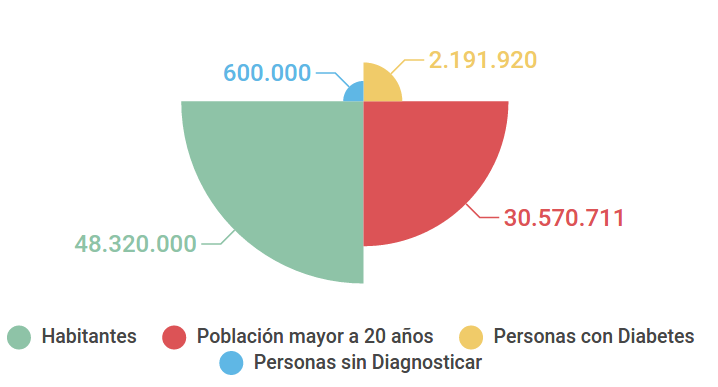 600.000
2.191.920
48.320.000
30.570.711
Habitantes
Población mayor a 20 años
Personas con Diabetes
Personas sin Diagnosticar